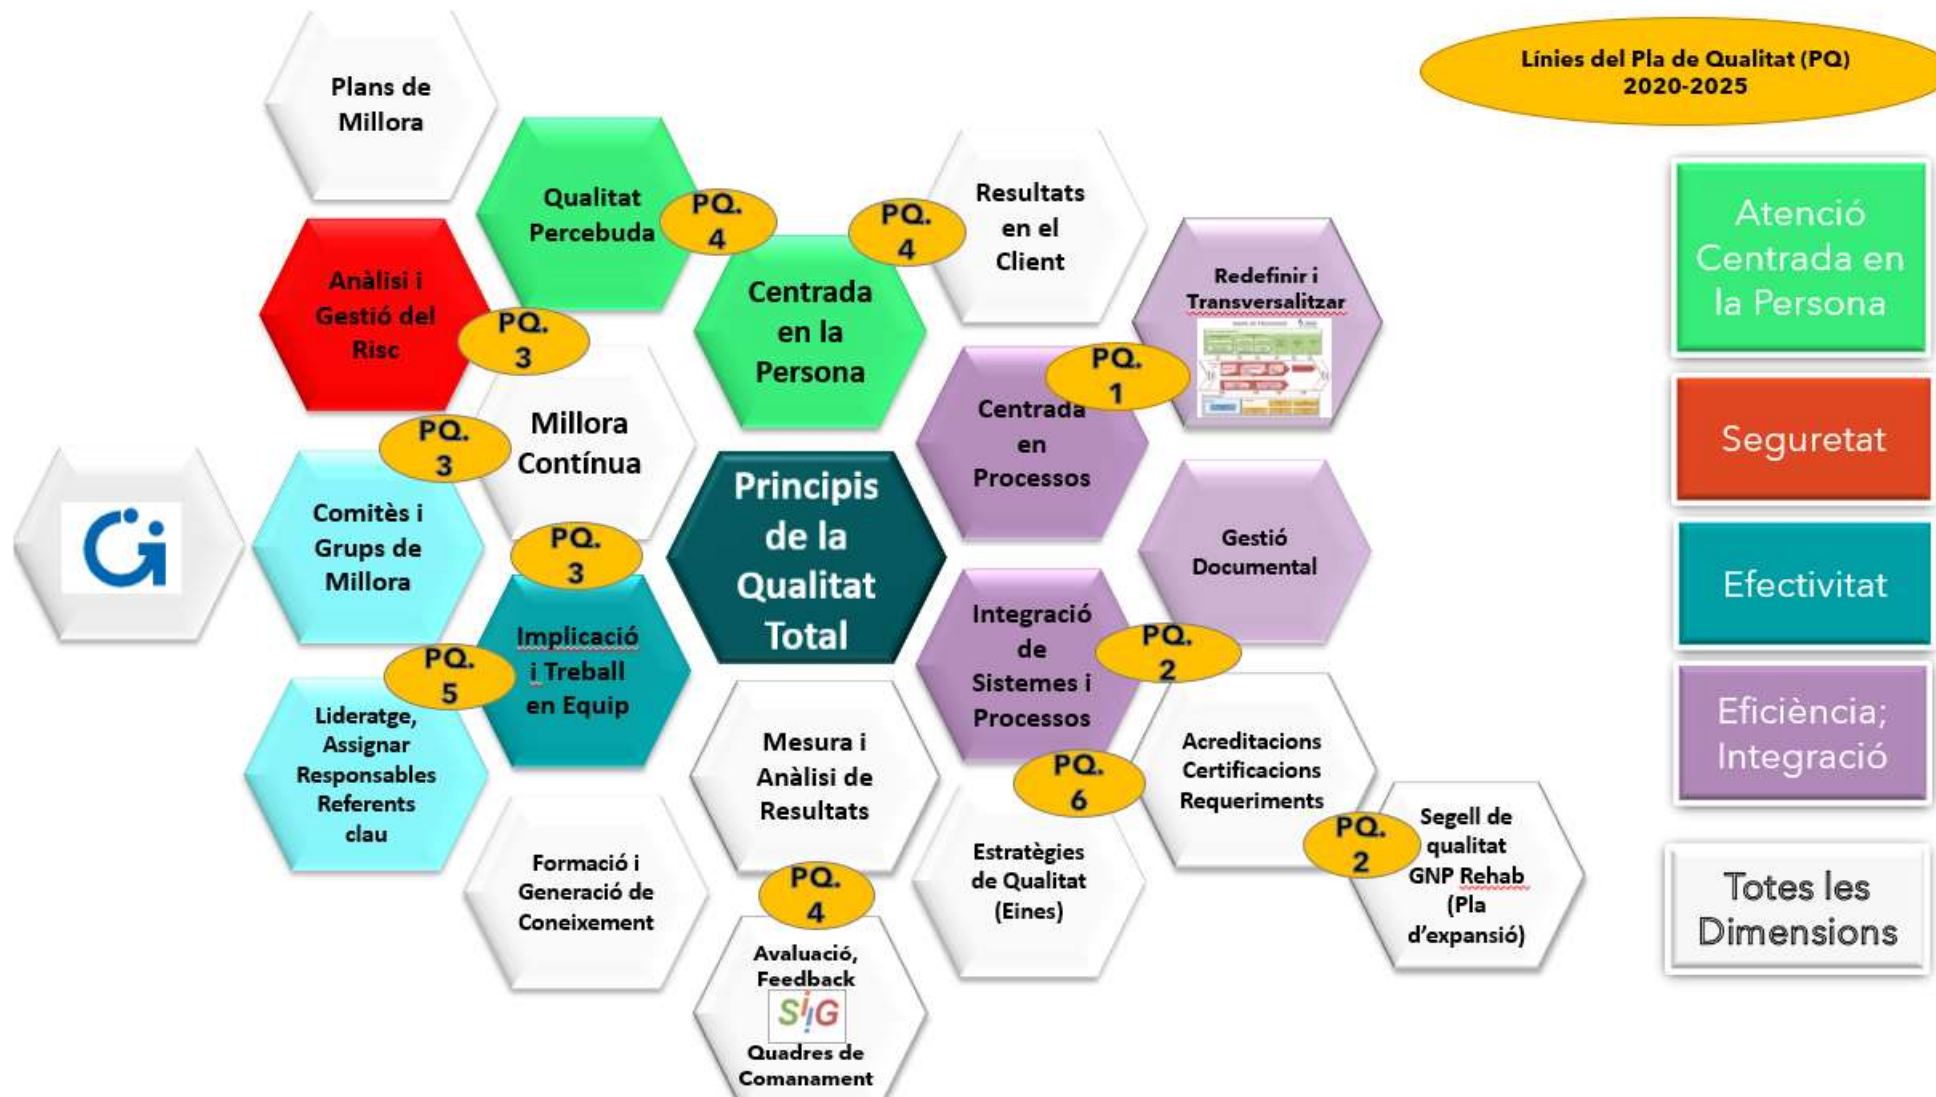 Línies del Pla de Qualitat (PQ)
2020-2025
Plans de
Millora
Qualitat
Percebuda
PQ.
4
PQ.
4
Resultats
en el
Client
Anàlisi i
Gestió del
Risc
PQ.
3
Centrada
en la
Persona
Redefinir i
Transversalitzar
PQ.
1
Centrada
en
Processos
PQ.
3
Millora
Contínua
Comitès i
Grups de
Millora
PQ.
3
Principis
de la
Qualitat
Total
Gestió
Documental
Integració
de
Sistemes i
Processos
PQ.
2
Implicació
i Treball
en Equip
PQ.
5
Lideratge,
Assignar
Responsables
Referents
clau
Mesura i
Anàlisi de
Resultats
PQ.
6
Acreditacions
Certificacions
Requeriments
PQ.
2
Segell de
qualitat
GNP Rehab
(Pla
d'expansió)
Formació i
Generació de
Coneixement
PQ.
4
Estratègies
de Qualitat
(Eines)
Avaluació,
Feedback
SiiG
Quadres de
Comanament
Atenció
Centrada en
la Persona
Seguretat
Efectivitat
Eficiència;
Integració
Totes les
Dimensions